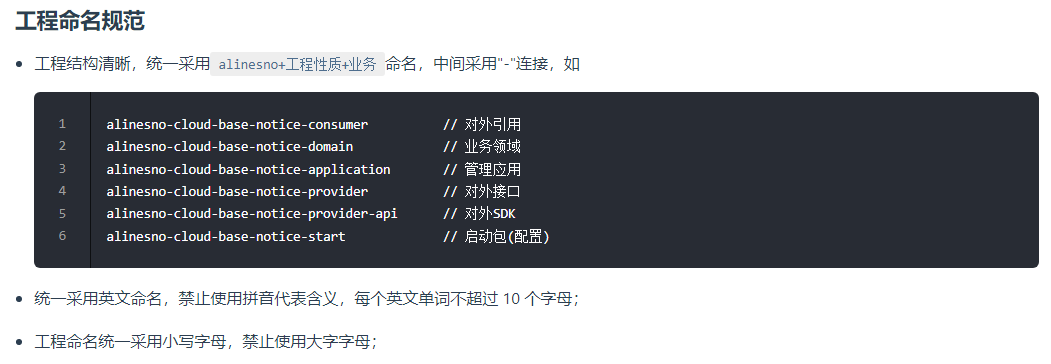 工程命名规范
工程结构清晰，统一采用 alinesno+工程性质+业务 命名，中间采用"-"连接，如
1 alinesno-cloud-base-notice-consumer // 对外引用
2 alinesno-cloud-base-notice-domain // 业务领域
3 alinesno-cloud-base-notice-application // 管理应用
4 alinesno-cloud-base-notice-provider // 对外接口
5 alinesno-cloud-base-notice-provider-api // 对外SDK
6 alinesno-cloud-base-notice-start // 启动包(配置)
统一采用英文命名，禁止使用拼音代表含义，每个英文单词不超过 10 个字母；
工程命名统一采用小写字母，禁止使用大字字母；